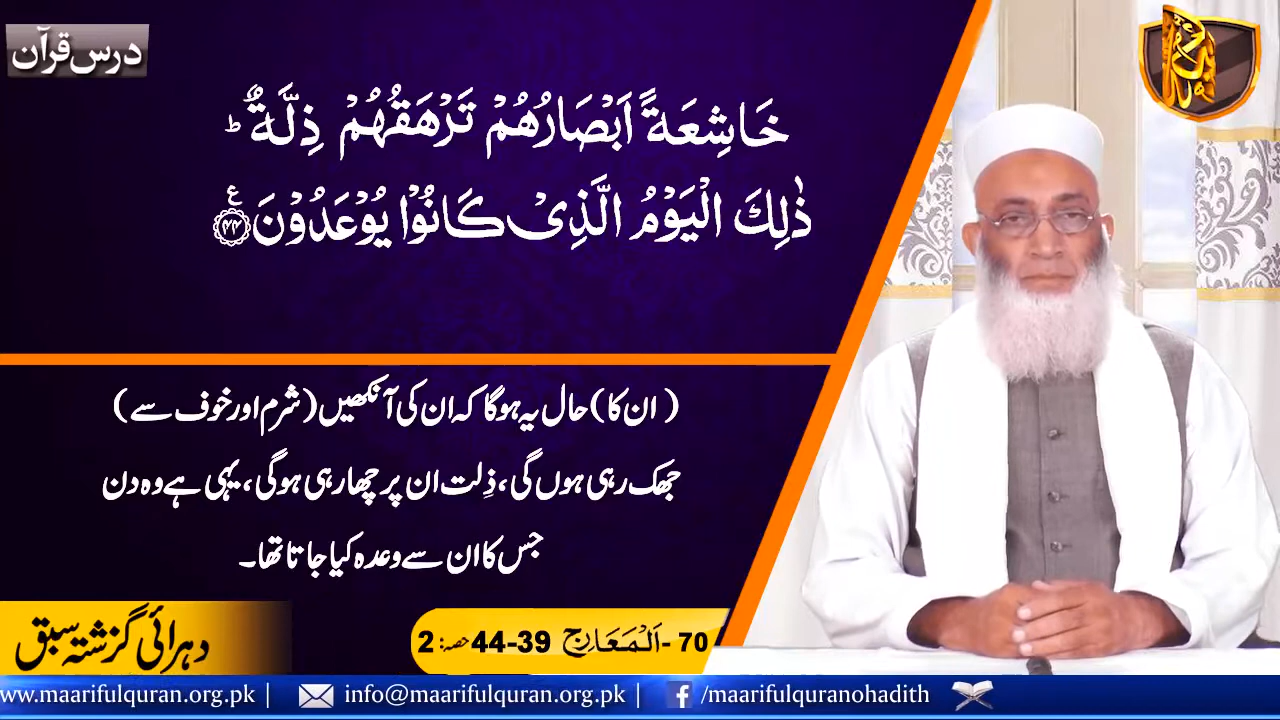 درس قرآن
خَاشِعَةً اَبْصَارُهُمْ تَرْهَقُهُمْ ذِلَّةٌ ؕ
ذٰلِكَ الْيَوْمُ الَّذِىْ كَانُوْا يُوْعَدُوْنَ ﴿۴۴﴾ ع
( ان کا) حال یہ ہوگا کہ ان کی آنکھیں (شرم اور خوف سے)
جھک رہی ہوں گی، ذِلت ان پر چھا رہی ہوگی، یہی ہے وہ دن
جس کا ان سے وعدہ کیا جاتا تھا۔
دہرائی گزشتہ سبق
70 - اَلْمَعَارِج 39-44 حصہ: 2
www.maarifulquran.org.pk | info@maarifulquran.org.pk | /maarifulquranohadith